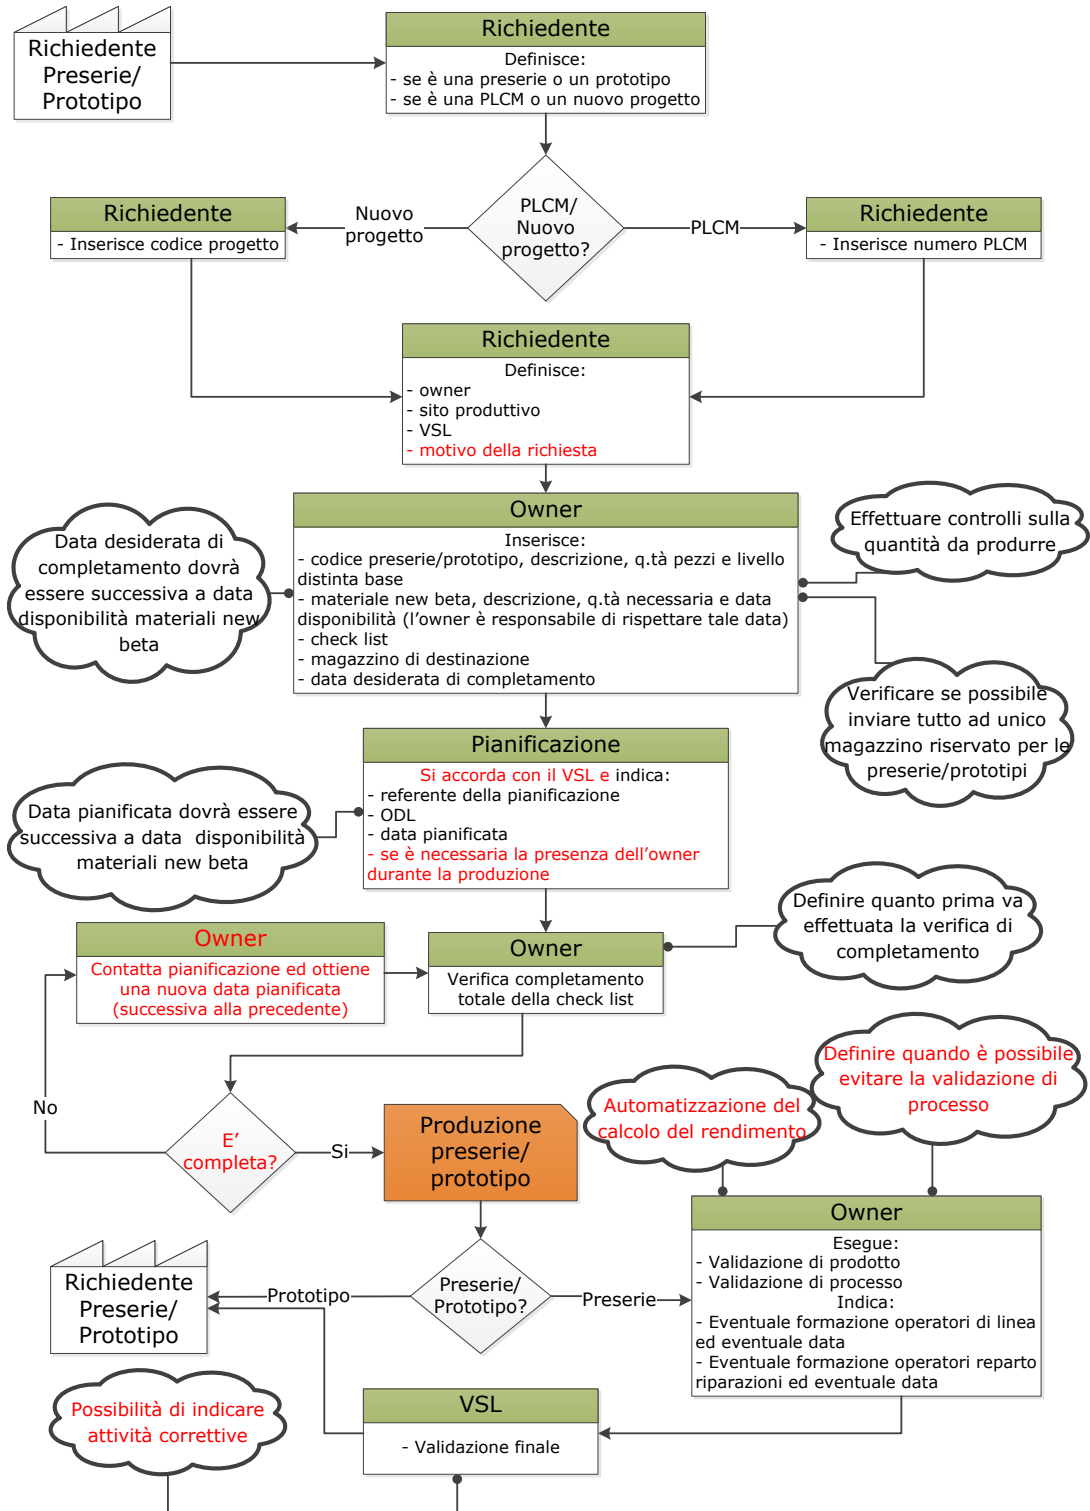 Richiedente
Preserie/
Prototipo
Richiedente
Definisce:
- se è una preserie o un prototipo
- se è una PLCM o un nuovo progetto
PLCM/
Nuovo
progetto?
Nuovo
progetto
PLCM
Richiedente
- Inserisce codice progetto
Richiedente
- Inserisce numero PLCM
Richiedente
Definisce:
- owner
- sito produttivo
- VSL
- motivo della richiesta
Owner
Inserisce:
- codice preserie/prototipo, descrizione, q.tà pezzi e livello
distinta base
- materiale new beta, descrizione, q.tà necessaria e data
disponibilità (l'owner è responsabile di rispettare tale data)
- check list
- magazzino di destinazione
- data desiderata di completamento
Data desiderata di
completamento dovrà
essere successiva a data
disponibilità materiali new
beta
Effettuare controlli sulla
quantità da produrre
Verificare se possibile
inviare tutto ad unico
magazzino riservato per le
preserie/prototipi
Pianificazione
Si accorda con il VSL e indica:
- referente della pianificazione
- ODL
- data pianificata
- se è necessaria la presenza dell'owner
durante la produzione
Data pianificata dovrà essere
successiva a data  disponibilità
materiali new beta
Owner
Contatta pianificazione ed ottiene
una nuova data pianificata
(successiva alla precedente)
Owner
Verifica completamento
totale della check list
Definire quanto prima va
effettuata la verifica di
completamento
No
E'
completa?
Si
Produzione
preserie/
prototipo
Automatizzazione del
calcolo del rendimento
Definire quando è possibile
evitare la validazione di
processo
Owner
Esegue:
- Validazione di prodotto
- Validazione di processo
Indica:
- Eventuale formazione operatori di linea
ed eventuale data
- Eventuale formazione operatori reparto
riparazioni ed eventuale data
Preserie/
Prototipo?
Prototipo
Preserie
Richiedente
Preserie/
Prototipo
VSL
- Validazione finale
Possibilità di indicare
attività correttive